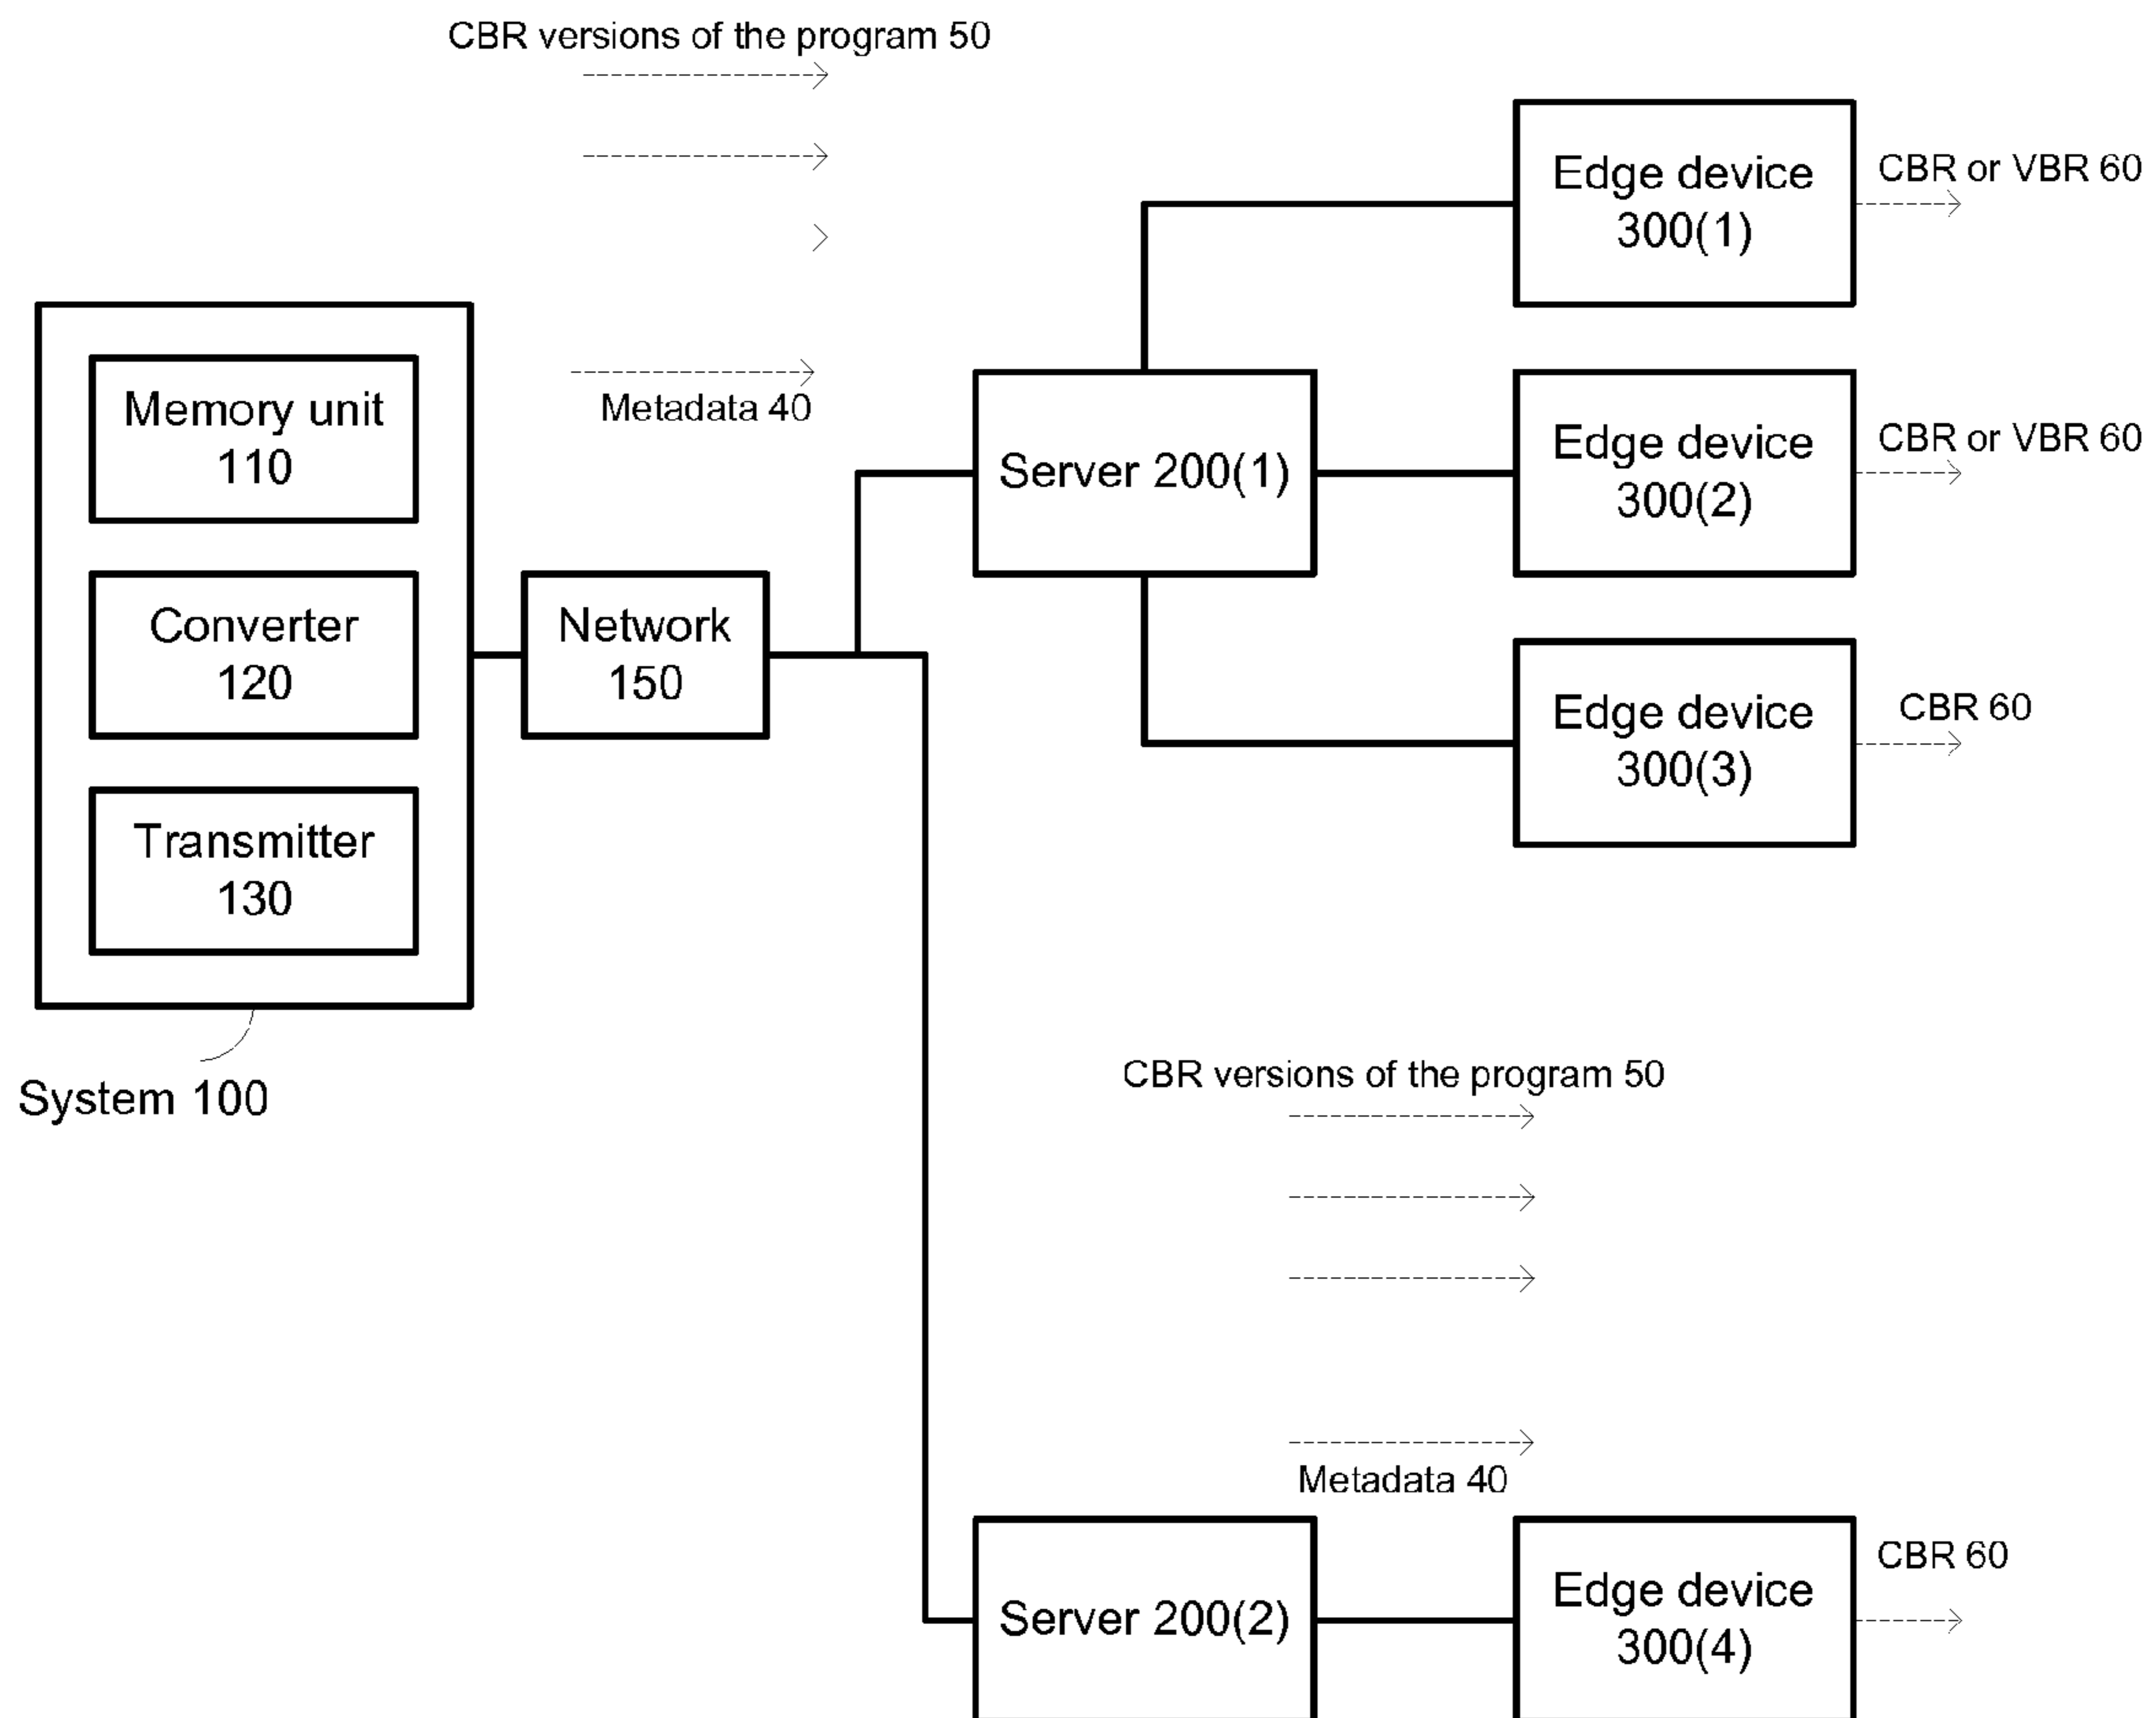 CBR versions of the program 50
Metadata 40
Memory unit
110
Converter
120
Transmitter
130
System 100
Network
150
Server 200(1)
Edge device
300(1)
CBR or VBR 60
Edge device
300(2)
CBR or VBR 60
Edge device
300(3)
CBR 60
CBR versions of the program 50
Metadata 40
Server 200(2)
Edge device
300(4)
CBR 60